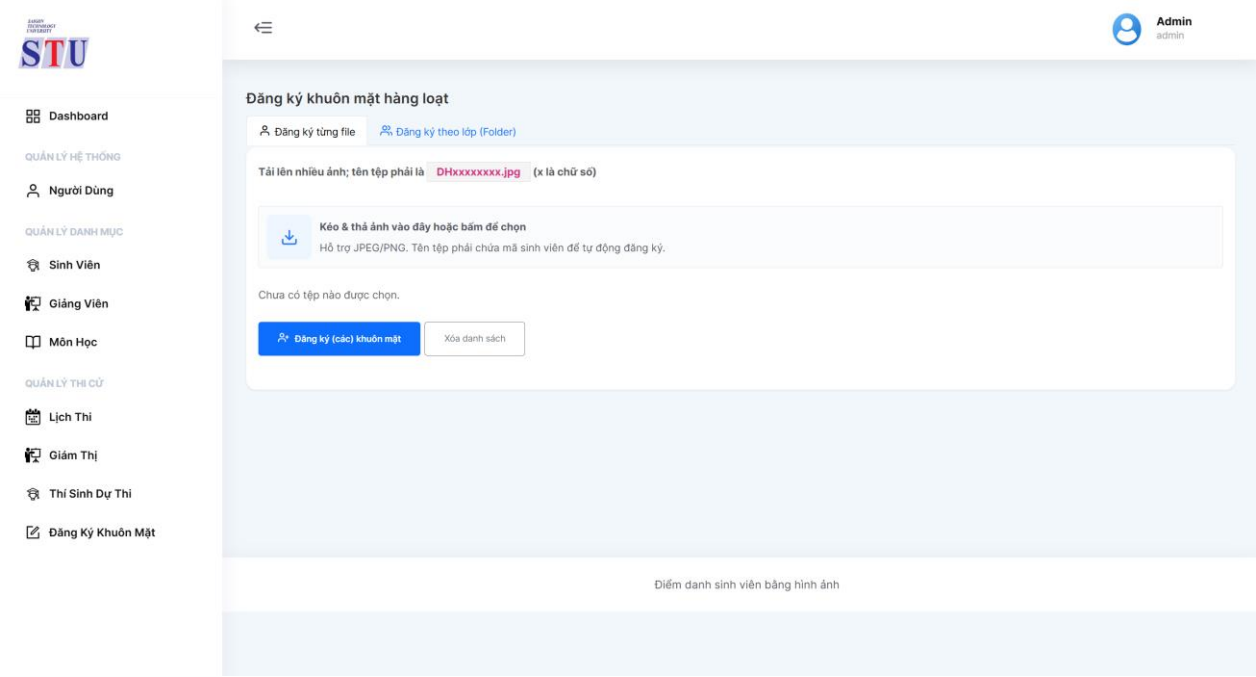 SAIGON
TECHNOLOGY
UNIVERSITY
STU
Admin
admin
Dashboard
QUẢN LÝ HỆ THỐNG
Người Dùng
QUẢN LÝ DANH MỤC
Sinh Viên
Giảng Viên
Môn Học
QUẢN LÝ THI CỬ
Lịch Thi
Giám Thị
Thí Sinh Dự Thi
Đăng Ký Khuôn Mặt
Đăng ký khuôn mặt hàng loạt
Đăng ký từng file
Đăng ký theo lớp (Folder)
Tải lên nhiều ảnh; tên tệp phải là DHxxxxxxxx.jpg (x là chữ số)
Kéo & thả ảnh vào đây hoặc bấm để chọn
Hỗ trợ JPEG/PNG. Tên tệp phải chứa mã sinh viên để tự động đăng ký.
Chưa có tệp nào được chọn.
Đăng ký (các) khuôn mặt
Xóa danh sách
Điểm danh sinh viên bằng hình ảnh